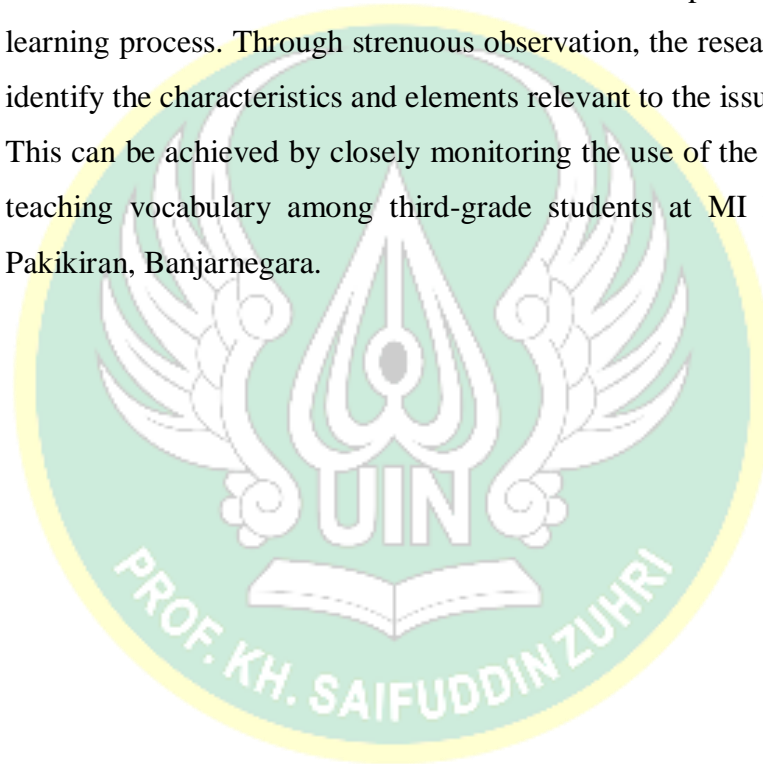 learning process. Through strenuous observation, the resea
identify the characteristics and elements relevant to the issu
This can be achieved by closely monitoring the use of the
teaching vocabulary among third-grade students at MI
Pakikiran, Banjarnegara.
UIN
PROF. KH. SAIFUDDIN ZUHRI